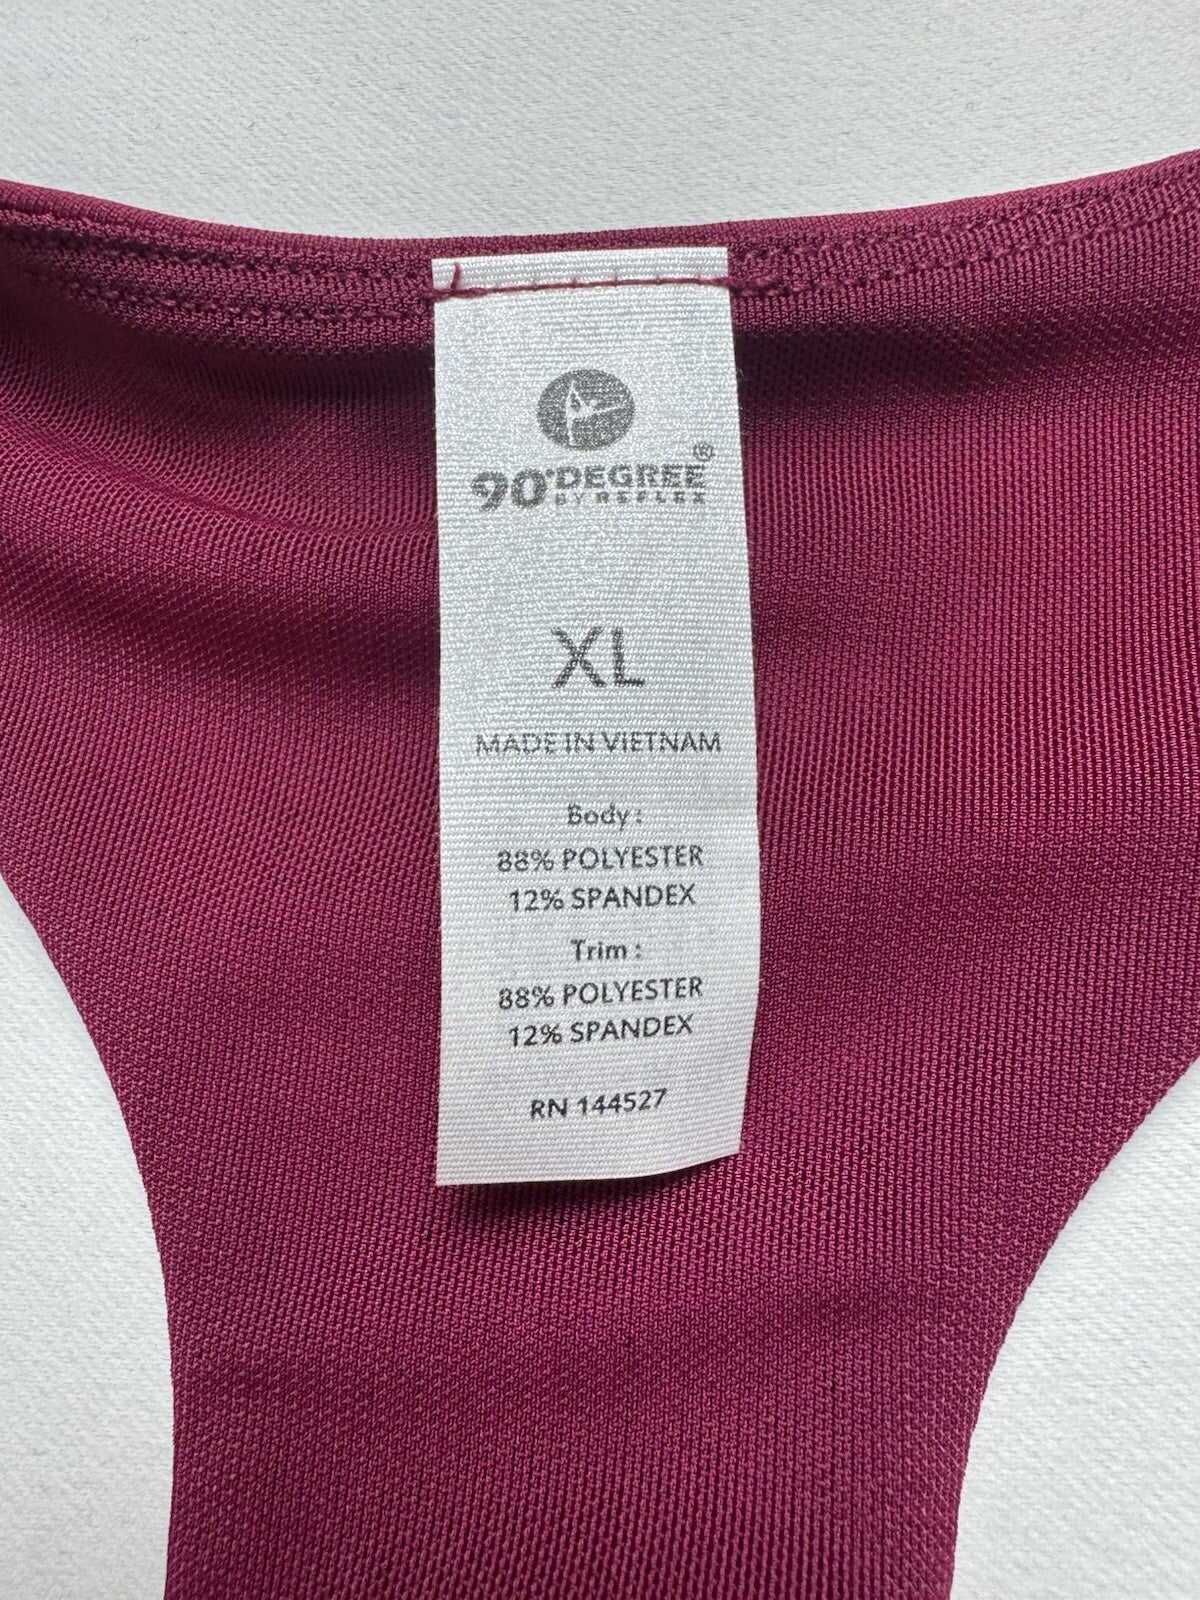 90°DEGREE®
BY REFLEX
XL
MADE IN VIETNAM
Body :
88% POLYESTER
12% SPANDEX
Trim :
88% POLYESTER
12% SPANDEX
RN 144527